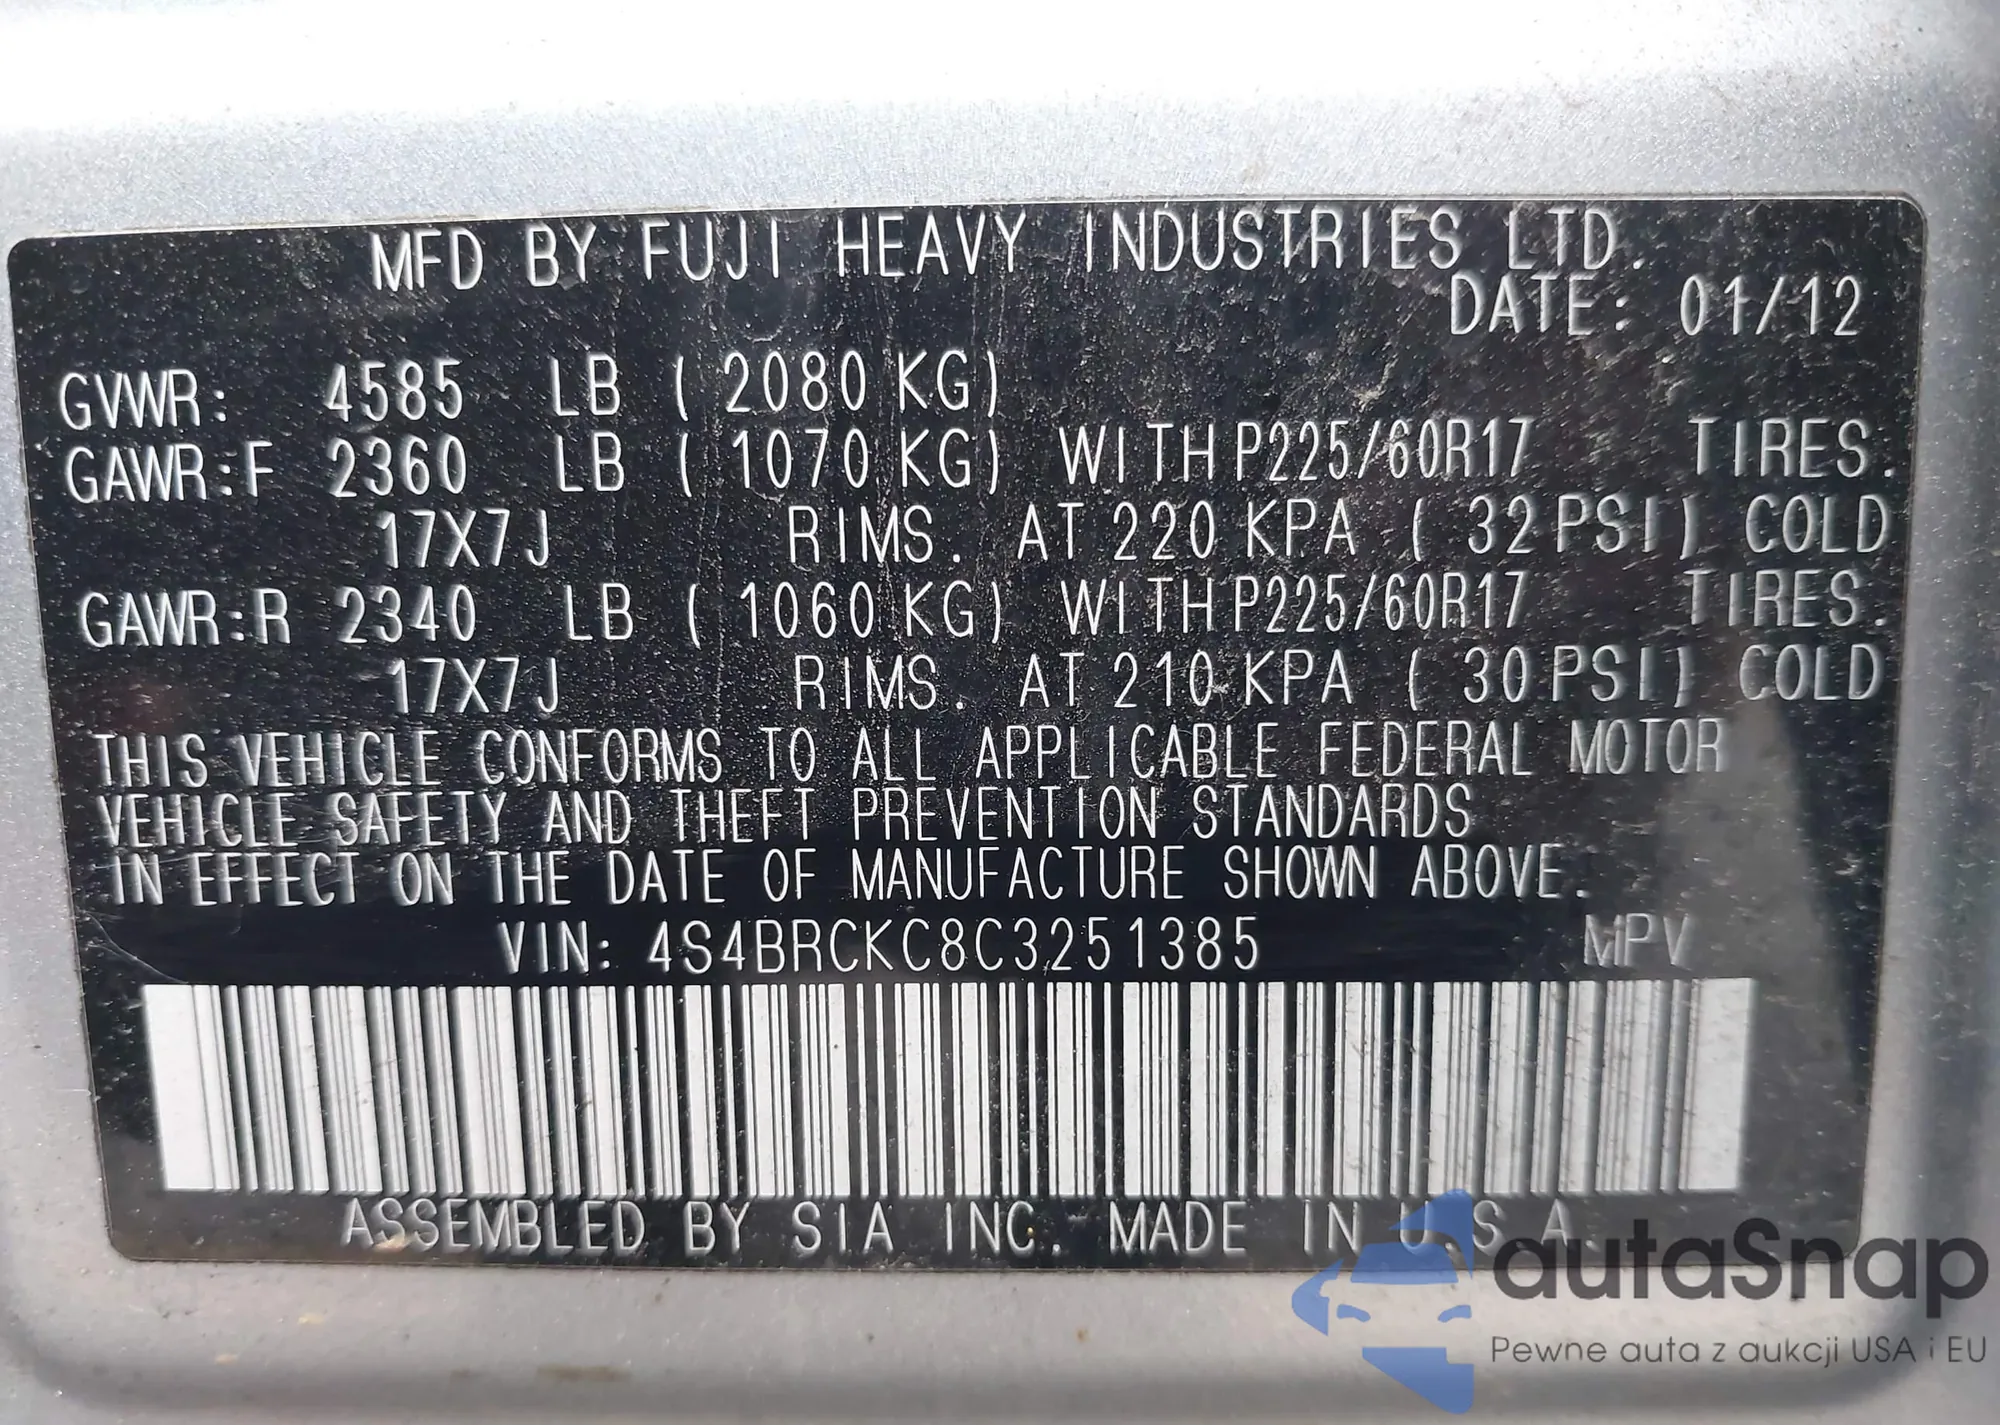 MFD BY FUJI HEAVY INDUSTRIES LTD.
DATE: 01/12
GVWR: 4585 LB ( 2080 KG)
GAWR:F 2360 LB ( 1070 KG) WITH P225/60R17 TIRES.
17X7J RIMS. AT 220 KPA ( 32 PSI) COLD
GAWR:R 2340 LB ( 1060 KG) WITH P225/60R17 TIRES.
17X7J RIMS. AT 210 KPA ( 30 PSI) COLD
THIS VEHICLE CONFORMS TO ALL APPLICABLE FEDERAL MOTOR
VEHICLE SAFETY AND THEFT PREVENTION STANDARDS
IN EFFECT ON THE DATE OF MANUFACTURE SHOWN ABOVE.
VIN: 4S4BRCKC8C3251385 MPV
ASSEMBLED BY SIA INC. MADE IN U.S.A.
autaSnap
Pewne auta z aukcji USA i EU